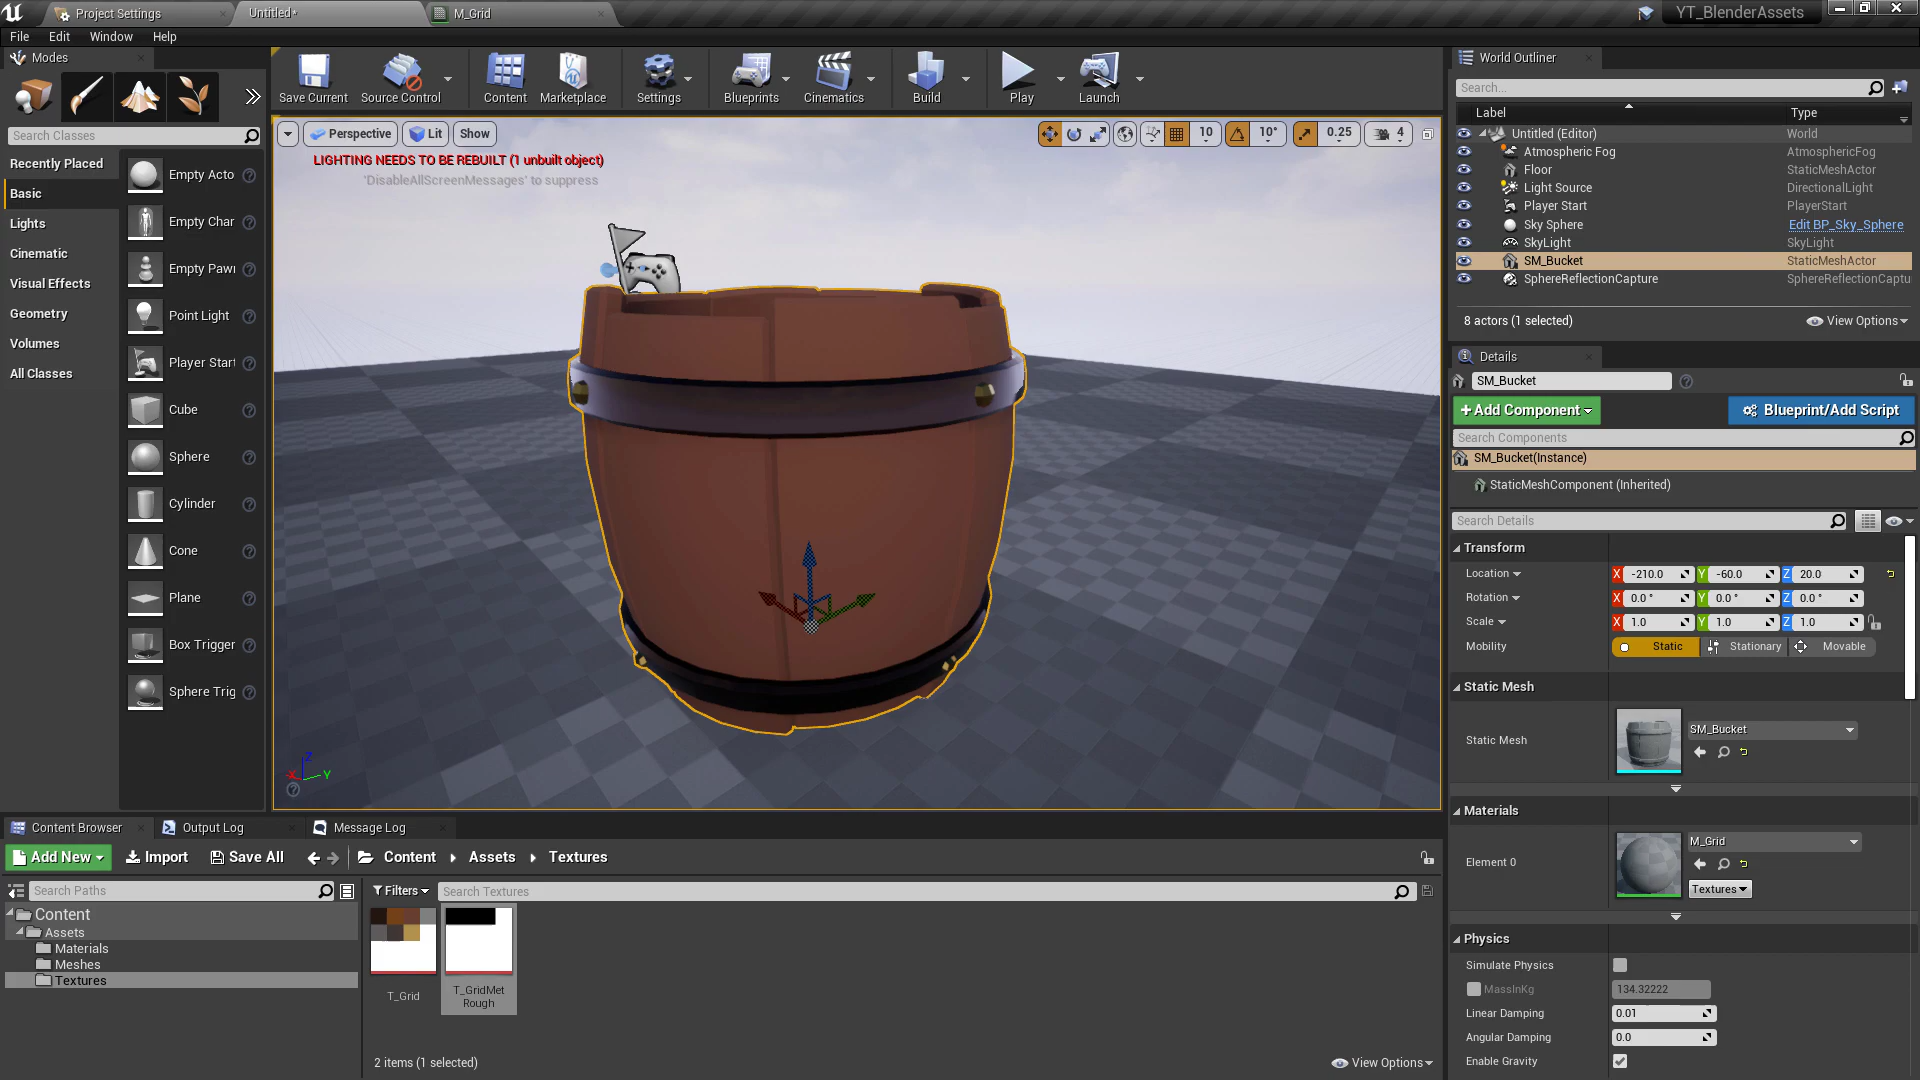 Project Settings
Untitled*
M_Grid
YT_BlenderAssets
File Edit Window Help
Modes
Save Current
Source Control
Content
Marketplace
Settings
Blueprints
Cinematics
Build
Play
Launch
Search Classes
Recently Placed
Basic
Lights
Cinematic
Visual Effects
Geometry
Volumes
All Classes
Empty Acto
Empty Char
Empty Pawn
Point Light
Player Start
Cube
Sphere
Cylinder
Cone
Plane
Box Trigger
Sphere Trig
Perspective
Lit
Show
10
10°
0.25
4
LIGHTING NEEDS TO BE REBUILT (1 unbuilt object)
'DisableAllScreenMessages' to suppress
X
Y
Z
World Outliner
Search...
Label Type
Untitled (Editor) World
Atmospheric Fog AtmosphericFog
Floor StaticMeshActor
Light Source DirectionalLight
Player Start PlayerStart
Sky Sphere Edit BP_Sky_Sphere
SkyLight SkyLight
SM_Bucket StaticMeshActor
SphereReflectionCapture SphereReflectionCaptu
8 actors (1 selected)
View Options
Details
SM_Bucket
+Add Component
Blueprint/Add Script
Search Components
SM_Bucket(Instance)
StaticMeshComponent (Inherited)
Search Details
Transform
Location X -210.0 Y -60.0 Z 20.0
Rotation X 0.0 ° Y 0.0 ° Z 0.0 °
Scale X 1.0 Y 1.0 Z 1.0
Mobility Static Stationary Movable
Static Mesh
Static Mesh SM_Bucket
Materials
Element 0 M_Grid
Textures
Physics
Simulate Physics
MassInKg 134.32222
Linear Damping 0.01
Angular Damping 0.0
Enable Gravity
Content Browser
Output Log
Message Log
Add New
Import
Save All
Content
Assets
Textures
Search Paths
Filters
Search Textures
Content
Assets
Materials
Meshes
Textures
T_Grid
T_GridMet
Rough
2 items (1 selected)
View Options